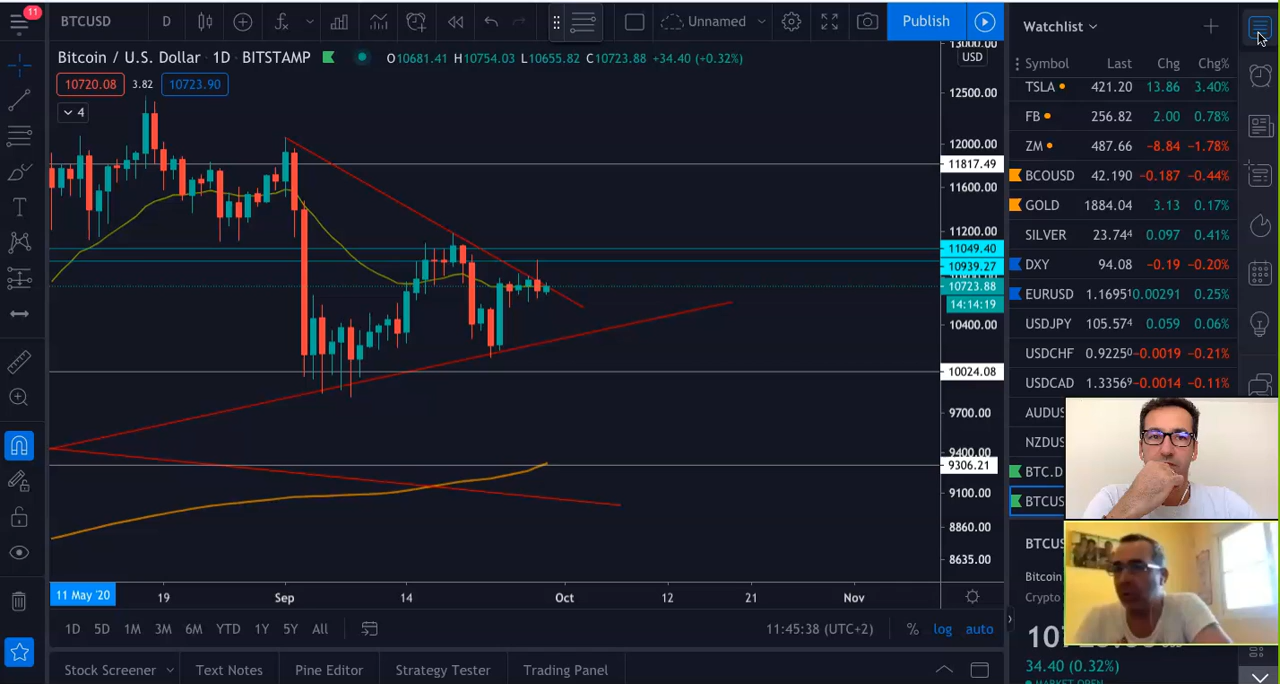 11
BTCUSD
D
Unnamed
Publish
Watchlist
Bitcoin / U.S. Dollar · 1D · BITSTAMP
O10681.41 H10754.03 L10655.82 C10723.88 +34.40 (+0.32%)
10720.08 3.82 10723.90
4
13000.00
USD
12500.00
12000.00
11817.49
11600.00
11200.00
11049.40
10939.27
10723.88
14:14:19
10400.00
10024.08
9700.00
9400.00
9306.21
9100.00
8860.00
8635.00
Symbol Last Chg Chg%
TSLA 421.20 13.86 3.40%
FB 256.82 2.00 0.78%
ZM 487.66 −8.84 −1.78%
BCOUSD 42.190 −0.187 −0.44%
GOLD 1884.04 3.13 0.17%
SILVER 23.744 0.097 0.41%
DXY 94.08 −0.19 −0.20%
EURUSD 1.16951 0.00291 0.25%
USDJPY 105.574 0.059 0.06%
USDCHF 0.92250 −0.0019 −0.21%
USDCAD 1.33569 −0.0014 −0.11%
AUDUS
NZDUS
BTC.D
BTCUS
BTCUS
Bitcoin
Crypto
34.40 (0.32%)
MARKET OPEN
11 May '20 19 Sep 14 Oct 12 21 Nov
1D 5D 1M 3M 6M YTD 1Y 5Y All
11:45:38 (UTC+2) % log auto
Stock Screener Text Notes Pine Editor Strategy Tester Trading Panel